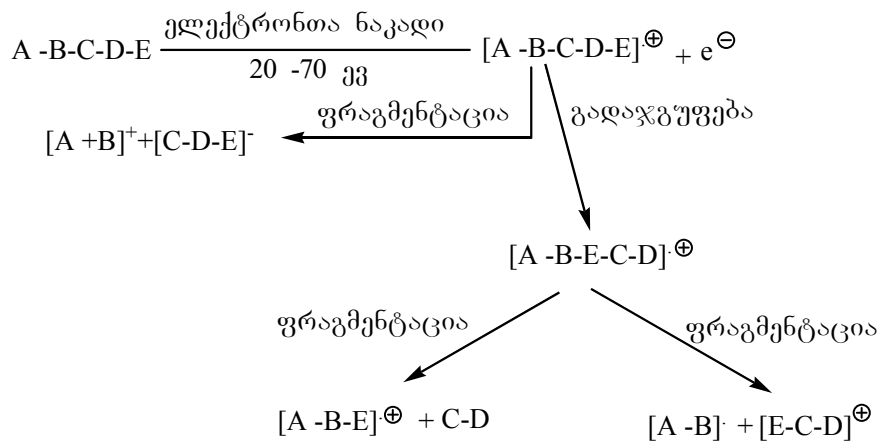 ელექტრონთა ნაკადი
A -B-C-D-E [A -B-C-D-E]·⊕ + e⊖
20 -70 ევ
ფრაგმენტაცია გადაჯგუფება
[A +B]⁺+[C-D-E]⁻
[A -B-E-C-D]·⊕
ფრაგმენტაცია ფრაგმენტაცია
[A -B-E]·⊕ + C-D [A -B]· + [E-C-D]⊕